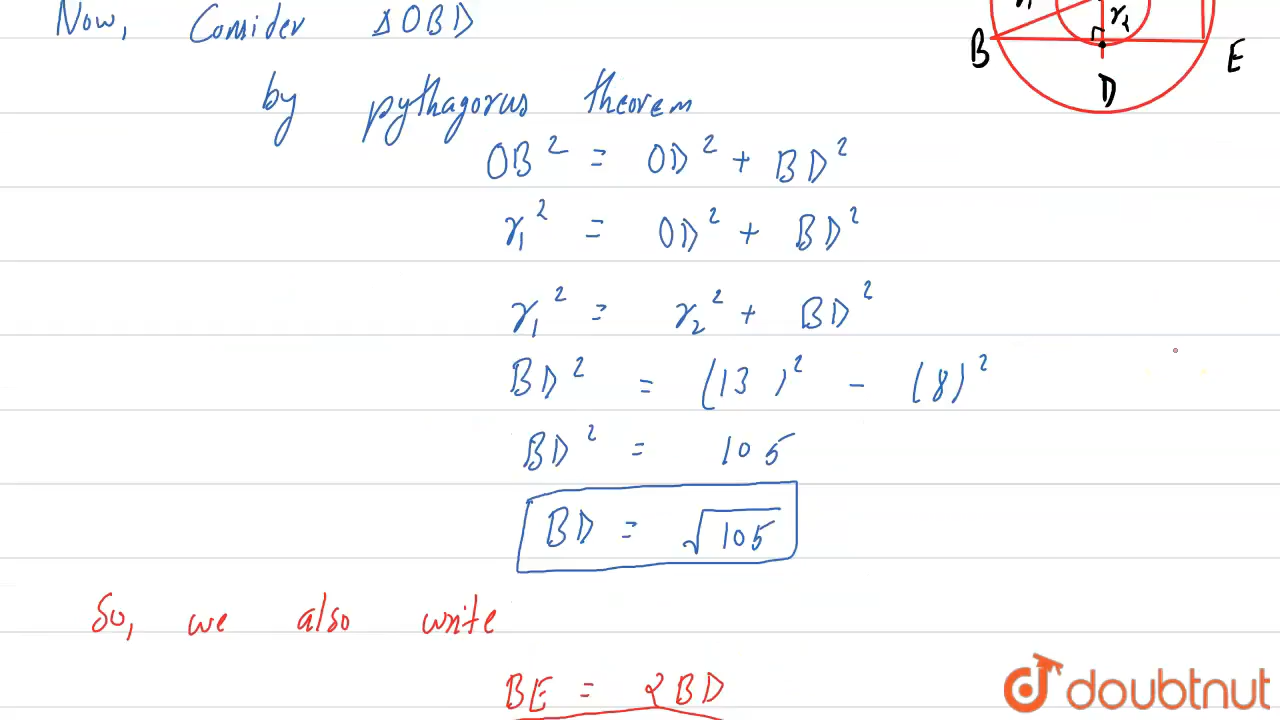 Now, Consider ΔOBD
by pythagorus theorem
OB² = OD² + BD²
r₁² = OD² + BD²
r₁² = r₂² + BD²
BD² = (13)² - (8)²
BD² = 105
BD = √105
So, we also write
BE = 2BD
r₂
B
E
D
doubtnut